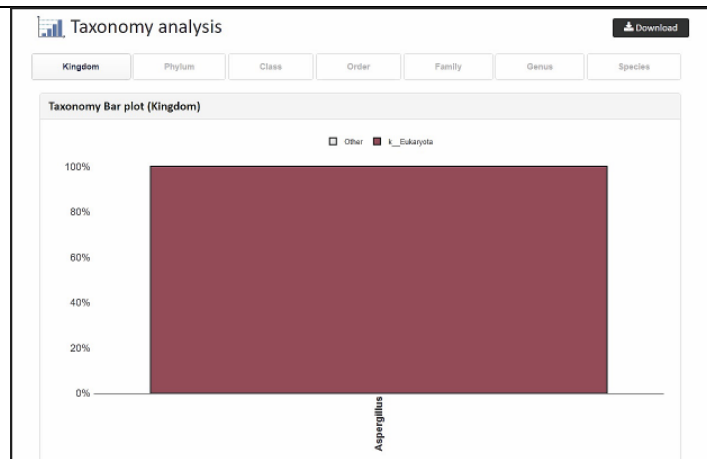 Taxonomy analysis
Download
Kingdom Phylum Class Order Family Genus Species
Taxonomy Bar plot (Kingdom)
Other k__Eukaryota
100%
80%
60%
40%
20%
0%
Aspergillus